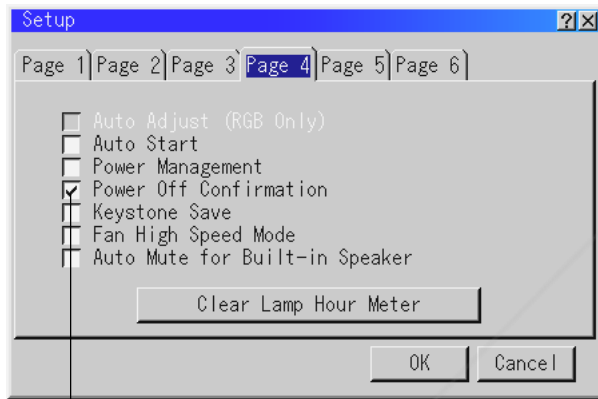 Setup ? X
Page 1 Page 2 Page 3 Page 4 Page 5 Page 6
Auto Adjust (RGB Only)
Auto Start
Power Management
Power Off Confirmation
Keystone Save
Fan High Speed Mode
Auto Mute for Built-in Speaker
Clear Lamp Hour Meter
OK Cancel